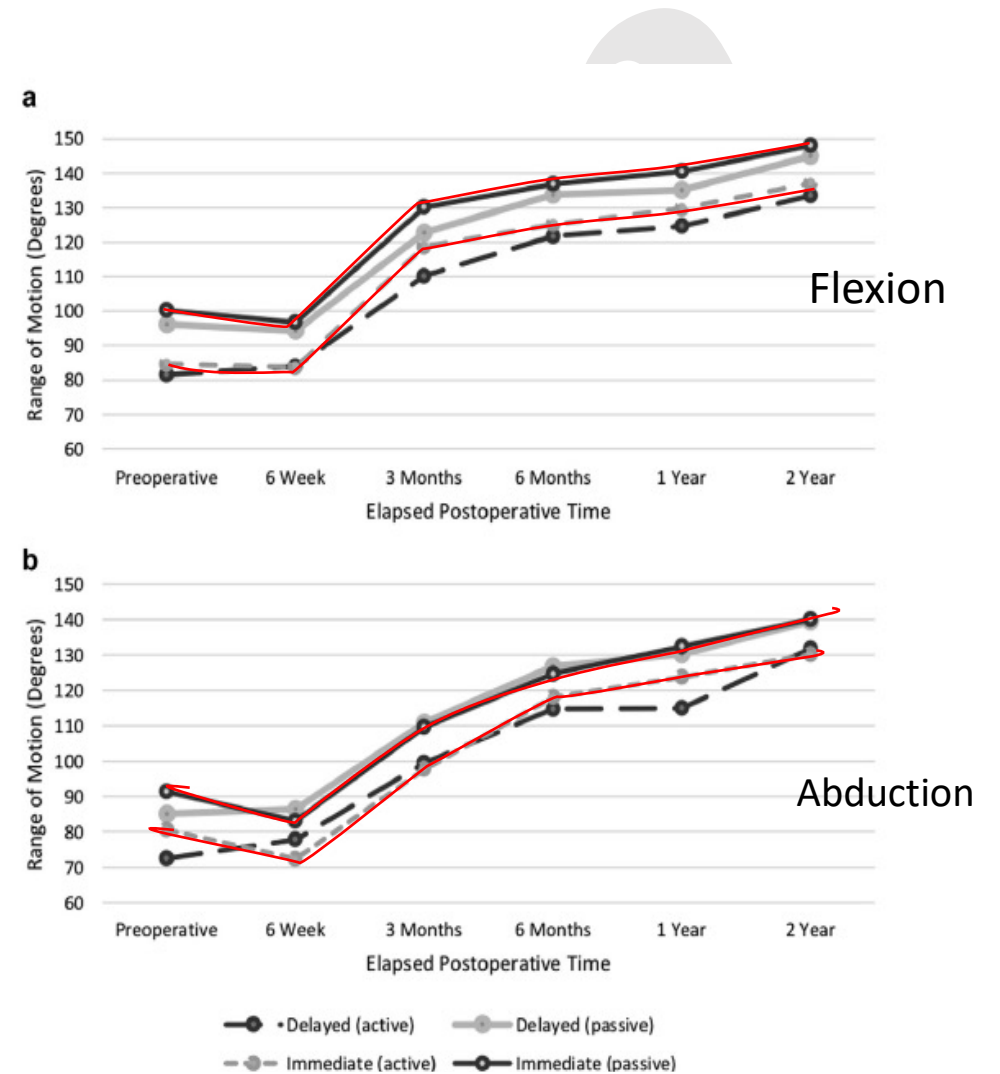 a
150
140
130
120
110
100
90
80
70
60
Range of Motion (Degrees)
Flexion
Preoperative 6 Week 3 Months 6 Months 1 Year 2 Year
Elapsed Postoperative Time
b
150
140
130
120
110
100
90
80
70
60
Range of Motion (Degrees)
Abduction
Preoperative 6 Week 3 Months 6 Months 1 Year 2 Year
Elapsed Postoperative Time
Delayed (active) Delayed (passive)
Immediate (active) Immediate (passive)